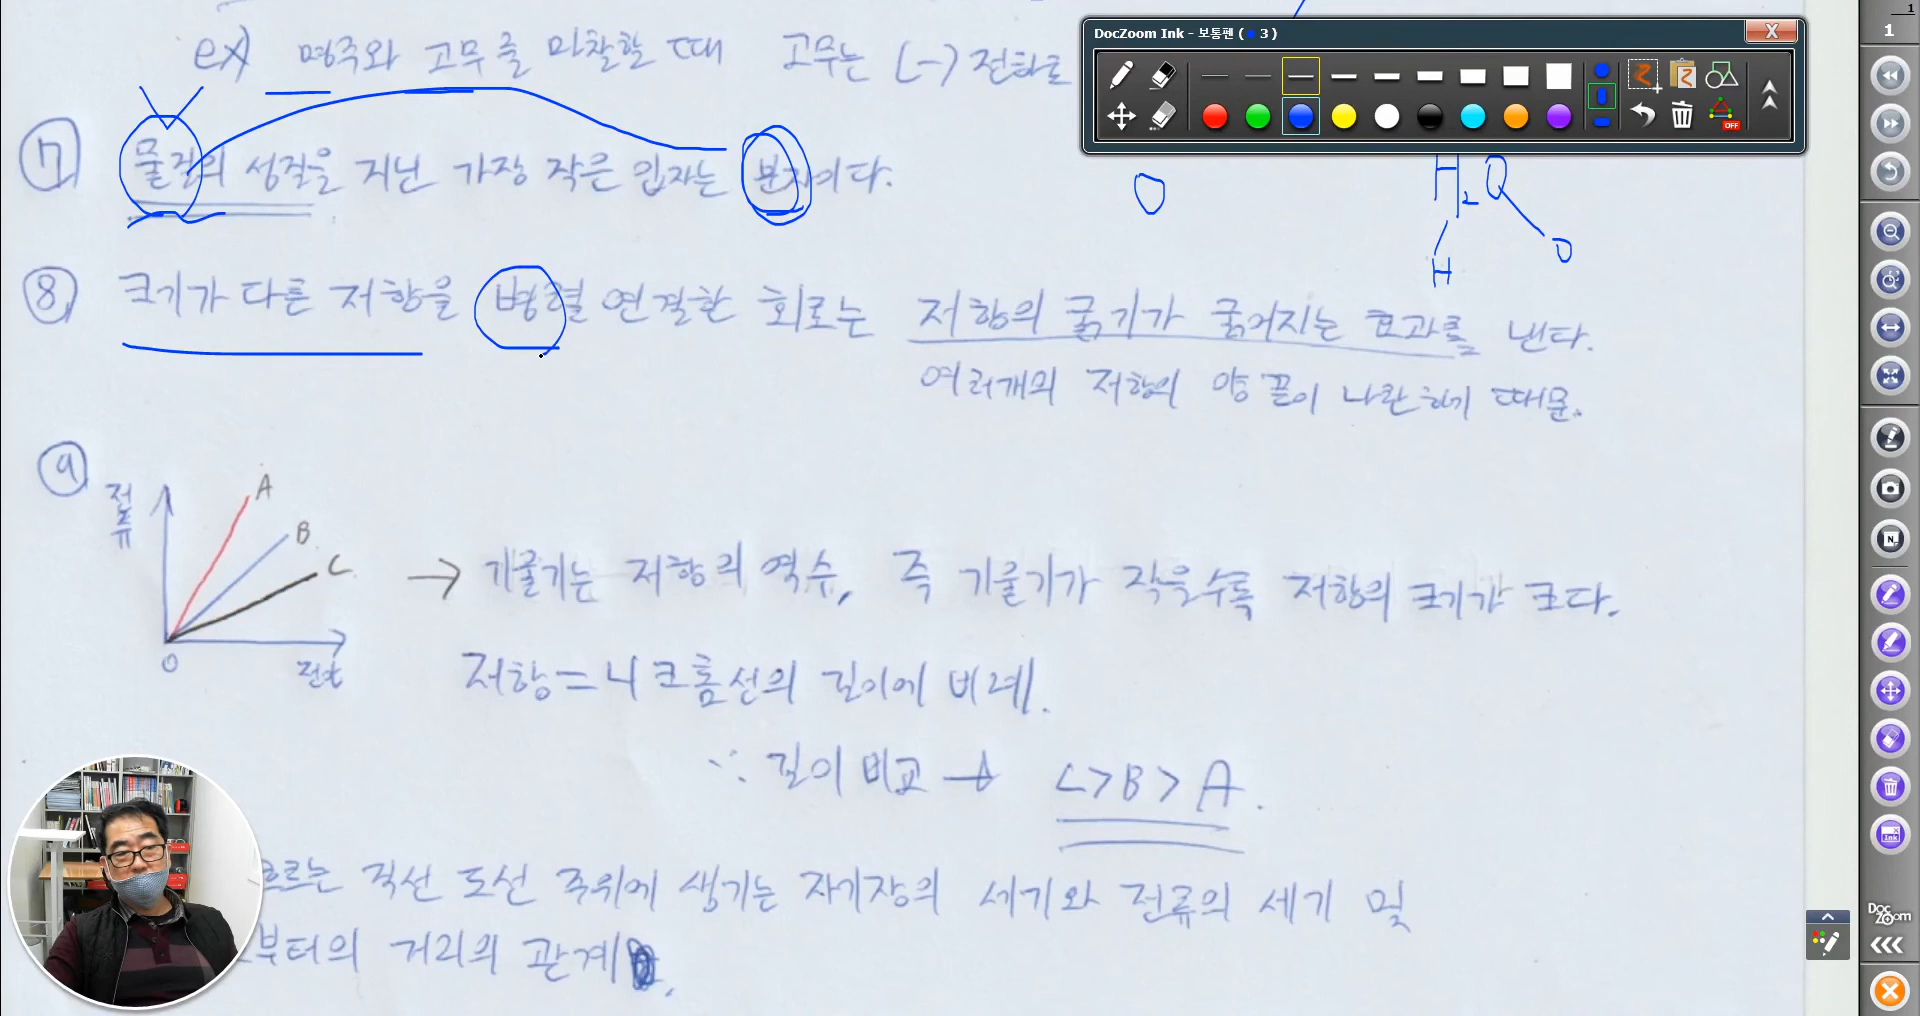 ex) 명주와 고무를 마찰할 때 고무는 (-) 전하로
DocZoom Ink - 보통펜 ( 3 )
X
OFF
1
1
⑦ 물질의 성질을 지닌 가장 작은 입자는 분자이다.
O
H₂O
H
O
⑧ 크기가 다른 저항을 병렬 연결한 회로는 저항의 굵기가 굵어지는 효과를 낸다.
여러개의 저항의 양 끝이 나란하기 때문.
⑨
전류
A
B
C
0
전압
→ 기울기는 저항의 역수, 즉 기울기가 작을수록 저항의 크기가 크다.
저항=니크롬선의 길이에 비례.
∴ 길이 비교 → C>B>A.
흐르는 직선 도선 주위에 생기는 자기장의 세기와 전류의 세기 및
부터의 거리의 관계
N
Ink
Doc Zoom